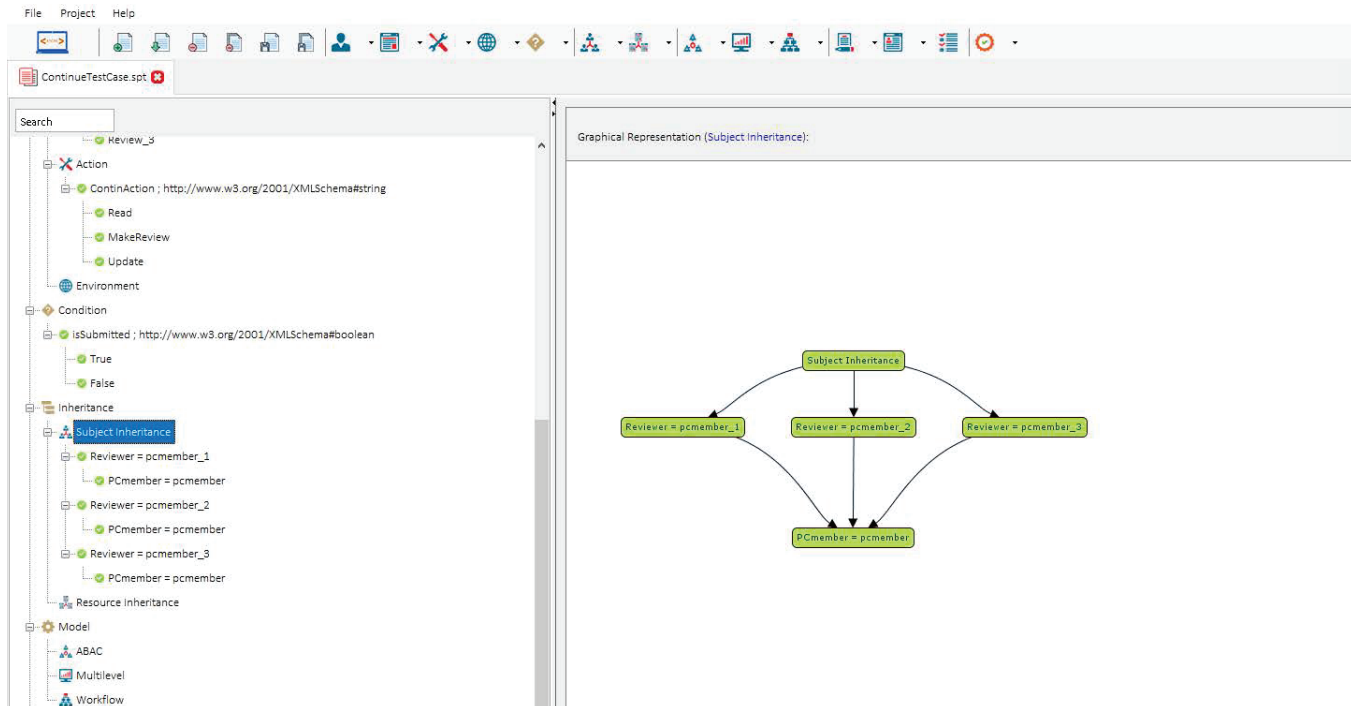 File Project Help
ContinueTestCase.spt
Search
Review_3
Action
ContinAction ; http://www.w3.org/2001/XMLSchema#string
Read
MakeReview
Update
Environment
Condition
isSubmitted ; http://www.w3.org/2001/XMLSchema#boolean
True
False
Inheritance
Subject Inheritance
Reviewer = pcmember_1
PCmember = pcmember
Reviewer = pcmember_2
PCmember = pcmember
Reviewer = pcmember_3
PCmember = pcmember
Resource Inheritance
Model
ABAC
Multilevel
Workflow
Graphical Representation (Subject Inheritance):
Subject Inheritance
Reviewer = pcmember_1 Reviewer = pcmember_2 Reviewer = pcmember_3
PCmember = pcmember